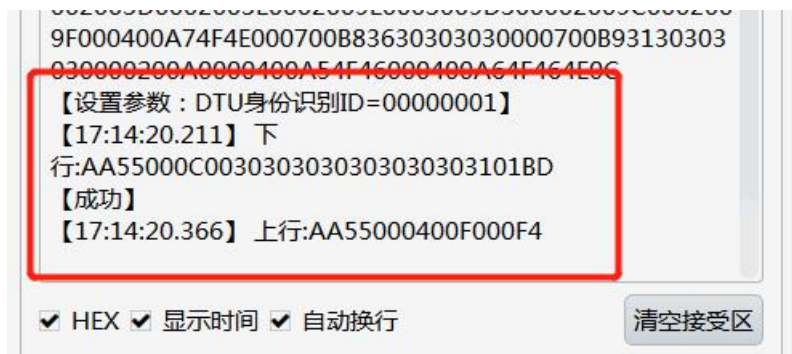 9F000400A74F4E000700B83630303030000700B93130303
【设置参数：DTU身份识别ID=00000001】
【17:14:20.211】 下
行:AA55000C0030303030303030303101BD
【成功】
【17:14:20.366】 上行:AA55000400F000F4
HEX 显示时间 自动换行 清空接受区